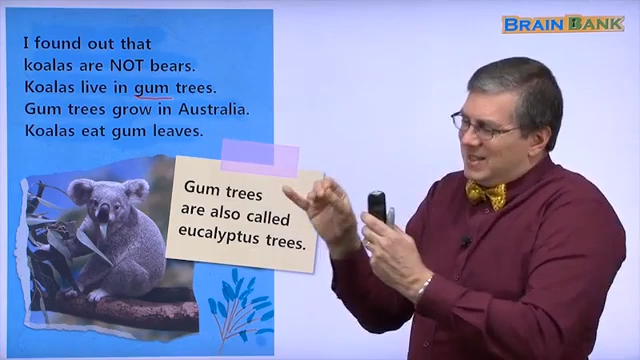 I found out that
koalas are NOT bears.
Koalas live in gum trees.
Gum trees grow in Australia.
Koalas eat gum leaves.
Gum trees
are also called
eucalyptus trees.
BRAIN BANK